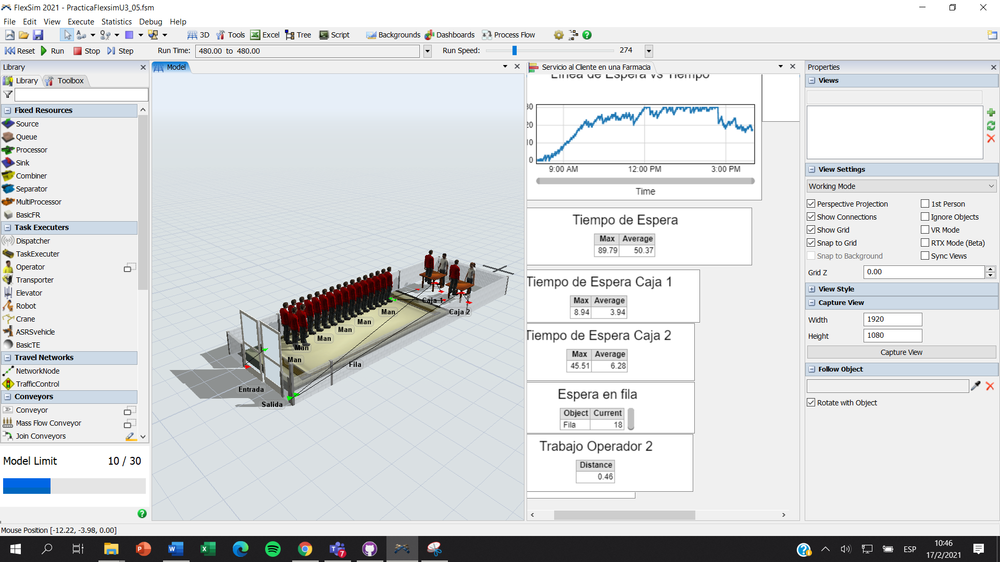 FlexSim 2021 - PracticaFlexsimU3_05.fsm
File Edit View Execute Statistics Debug Help
3D Tools Excel Tree Script Backgrounds Dashboards Process Flow
Reset Run Stop Step Run Time: 480.00 to 480.00 Run Speed: 274
Library
Library Toolbox
Fixed Resources
Source
Queue
Processor
Sink
Combiner
Separator
MultiProcessor
BasicFR
Task Executers
Dispatcher
TaskExecuter
Operator
Transporter
Elevator
Robot
Crane
ASRSvehicle
BasicTE
Travel Networks
NetworkNode
TrafficControl
Conveyors
Conveyor
Mass Flow Conveyor
Join Conveyors
Model Limit 10 / 30
Model
Caja 1
Caja 2
Man
Man
Man
Man
Man
Man
Fila
Entrada
Salida
Servicio al Cliente en una Farmacia
Línea de Espera vs Tiempo
30
20
10
0
9:00 AM 12:00 PM 3:00 PM
Time
Tiempo de Espera
Max Average
89.79 50.37
Tiempo de Espera Caja 1
Max Average
8.94 3.94
Tiempo de Espera Caja 2
Max Average
45.51 6.28
Espera en fila
Object Current
Fila 18
Trabajo Operador 2
Distance
0.46
Properties
Views
View Settings
Working Mode
Perspective Projection 1st Person
Show Connections Ignore Objects
Show Grid VR Mode
Snap to Grid RTX Mode (Beta)
Snap to Background Sync Views
Grid Z 0.00
View Style
Capture View
Width 1920
Height 1080
Capture View
Follow Object
Rotate with Object
Mouse Position [-12.22, -3.98, 0.00]
7
ESP
10:46
17/2/2021